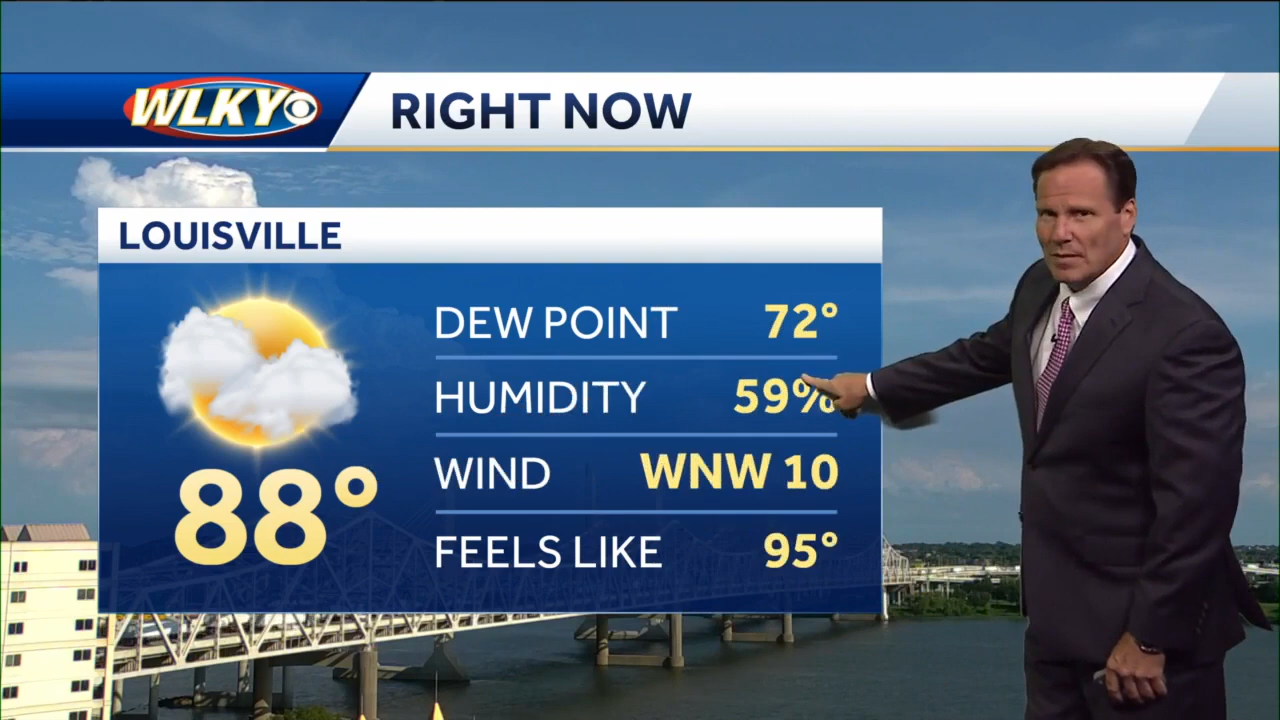 WLKY
RIGHT NOW
LOUISVILLE
DEW POINT 72°
HUMIDITY 59%
88°
WIND WNW 10
FEELS LIKE 95°